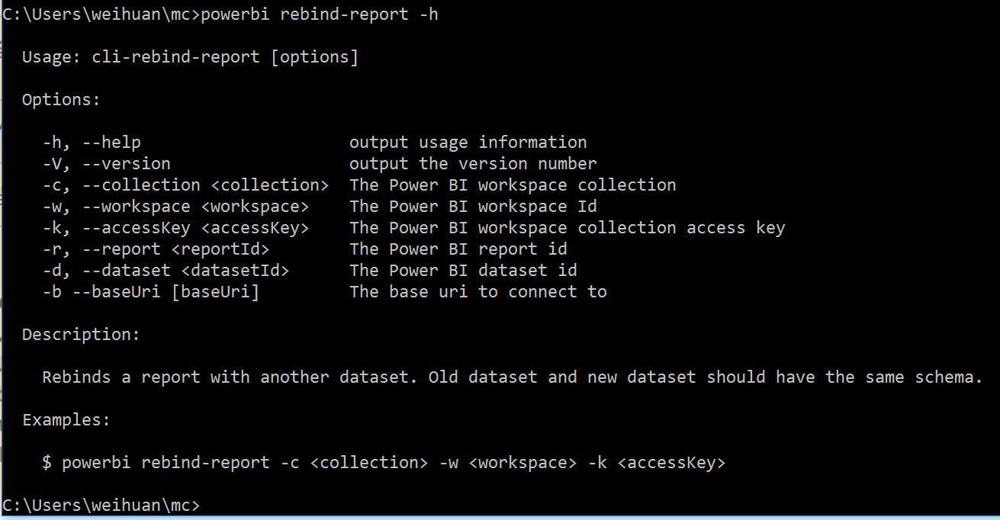 C:\Users\weihuan\mc>powerbi rebind-report -h
Usage: cli-rebind-report [options]
Options:
-h, --help output usage information
-V, --version output the version number
-c, --collection <collection> The Power BI workspace collection
-w, --workspace <workspace> The Power BI workspace Id
-k, --accessKey <accessKey> The Power BI workspace collection access key
-r, --report <reportId> The Power BI report id
-d, --dataset <datasetId> The Power BI dataset id
-b --baseUri [baseUri] The base uri to connect to
Description:
Rebinds a report with another dataset. Old dataset and new dataset should have the same schema.
Examples:
$ powerbi rebind-report -c <collection> -w <workspace> -k <accessKey>
C:\Users\weihuan\mc>